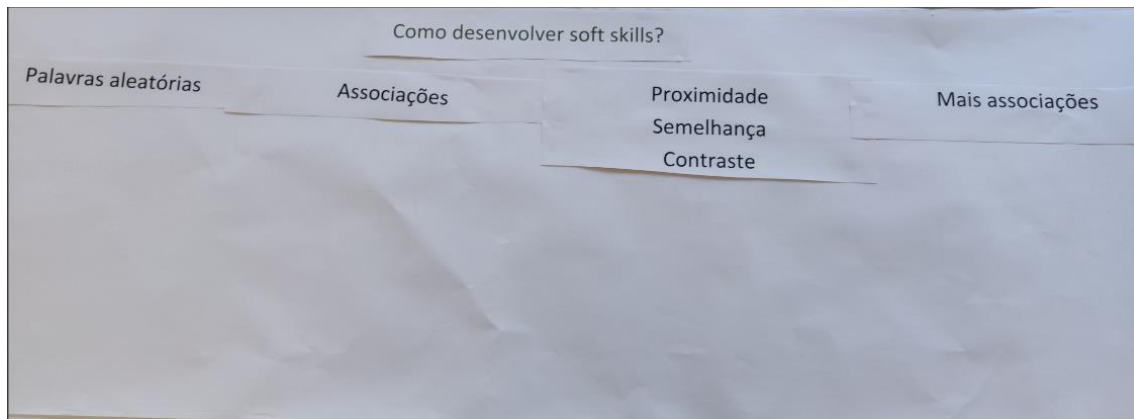 Como desenvolver soft skills?
Palavras aleatórias
Associações
Proximidade
Semelhança
Contraste
Mais associações